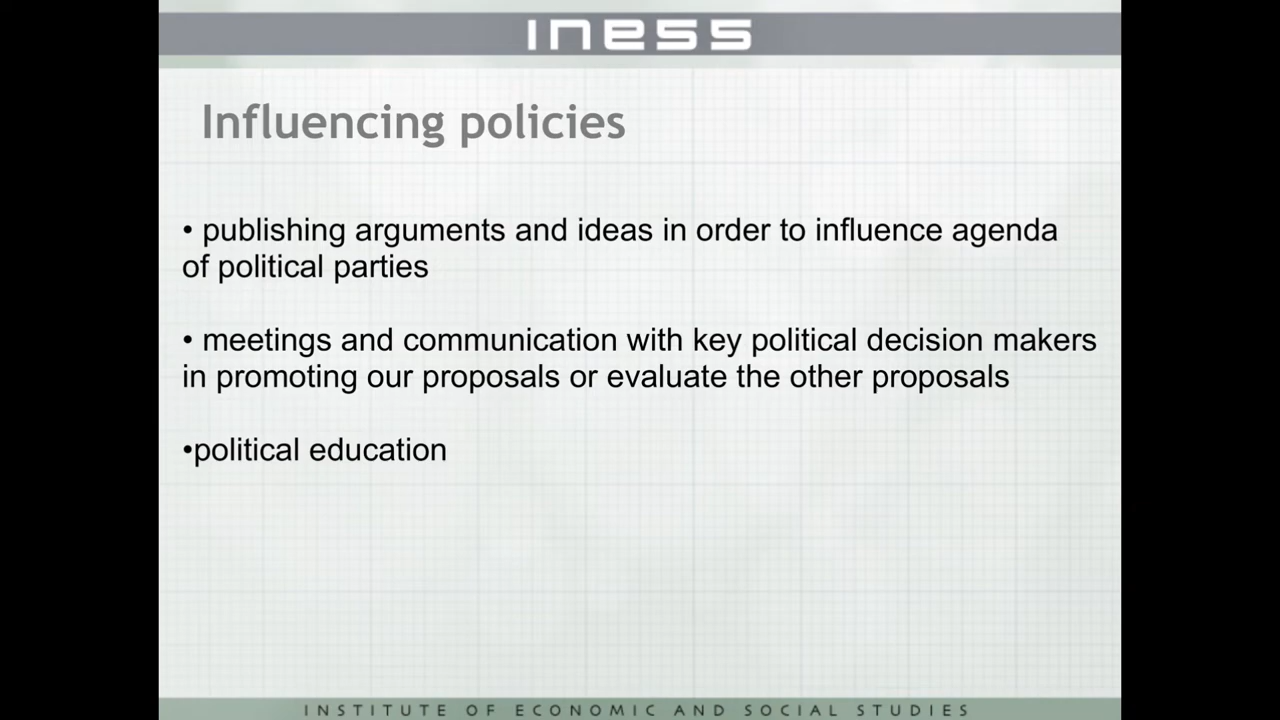 INESS
Influencing policies
• publishing arguments and ideas in order to influence agenda
of political parties
• meetings and communication with key political decision makers
in promoting our proposals or evaluate the other proposals
•political education
INSTITUTE OF ECONOMIC AND SOCIAL STUDIES